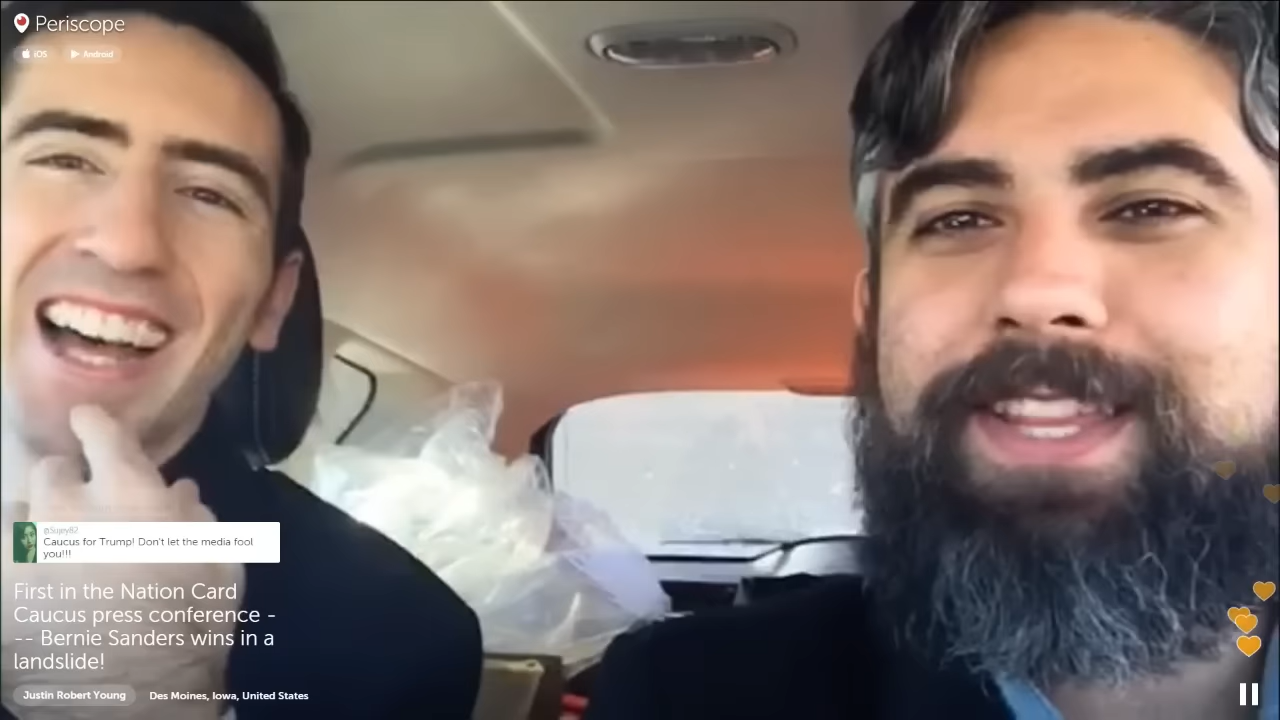 Periscope
iOS
Android
@Sujey82
Caucus for Trump! Don't let the media fool
you!!!
First in the Nation Card
Caucus press conference -
-- Bernie Sanders wins in a
landslide!
Justin Robert Young
Des Moines, Iowa, United States